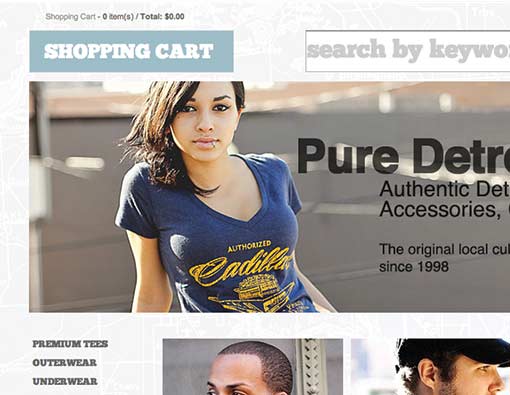 Shopping Cart - 0 item(s) / Total: $0.00
SHOPPING CART
search by keywo
Pure Detr
Authentic Det
Accessories,
The original local cul
since 1998
AUTHORIZED
Cadillac
PREMIUM TEES
OUTERWEAR
UNDERWEAR